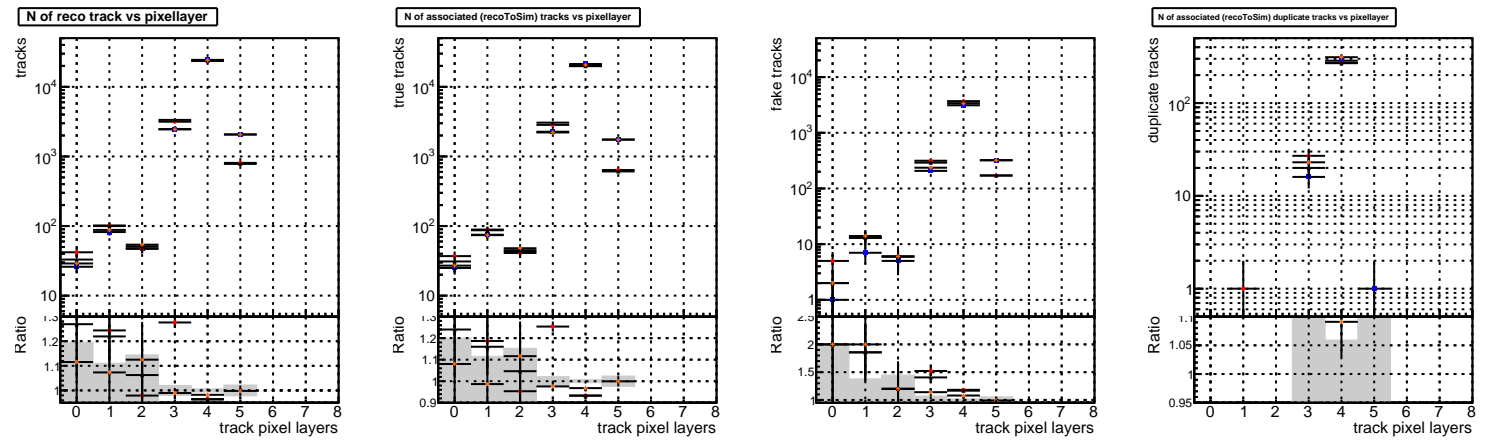 N of reco track vs pixellayer
tracks
10⁴
10³
10²
10
Ratio
1.3
1.2
1.1
1
0 1 2 3 4 5 6 7 8
track pixel layers
N of associated (recoToSim) tracks vs pixellayer
true tracks
10⁴
10³
10²
10
Ratio
1.3
1.2
1.1
1
0.9
0 1 2 3 4 5 6 7 8
track pixel layers
fake tracks
10⁴
10³
10²
10
1
Ratio
2.5
2
1.5
1
0 1 2 3 4 5 6 7 8
track pixel layers
N of associated (recoToSim) duplicate tracks vs pixellayer
duplicate tracks
10²
10
1
Ratio
1.1
1.05
1
0.95
0 1 2 3 4 5 6 7 8
track pixel layers